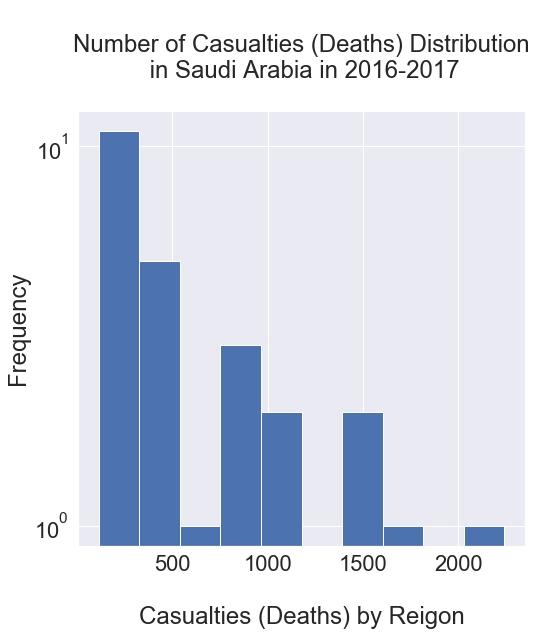 Number of Casualties (Deaths) Distribution
in Saudi Arabia in 2016-2017
10¹
10⁰
Frequency
500 1000 1500 2000
Casualties (Deaths) by Reigon